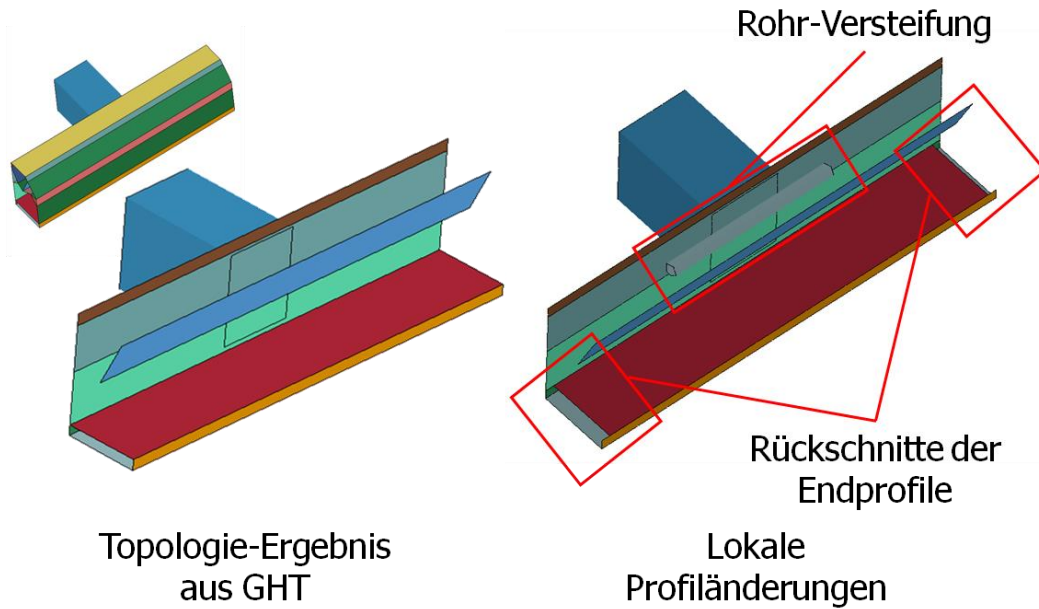 Rohr-Versteifung
Rückschnitte der
Endprofile
Topologie-Ergebnis
aus GHT
Lokale
Profiländerungen